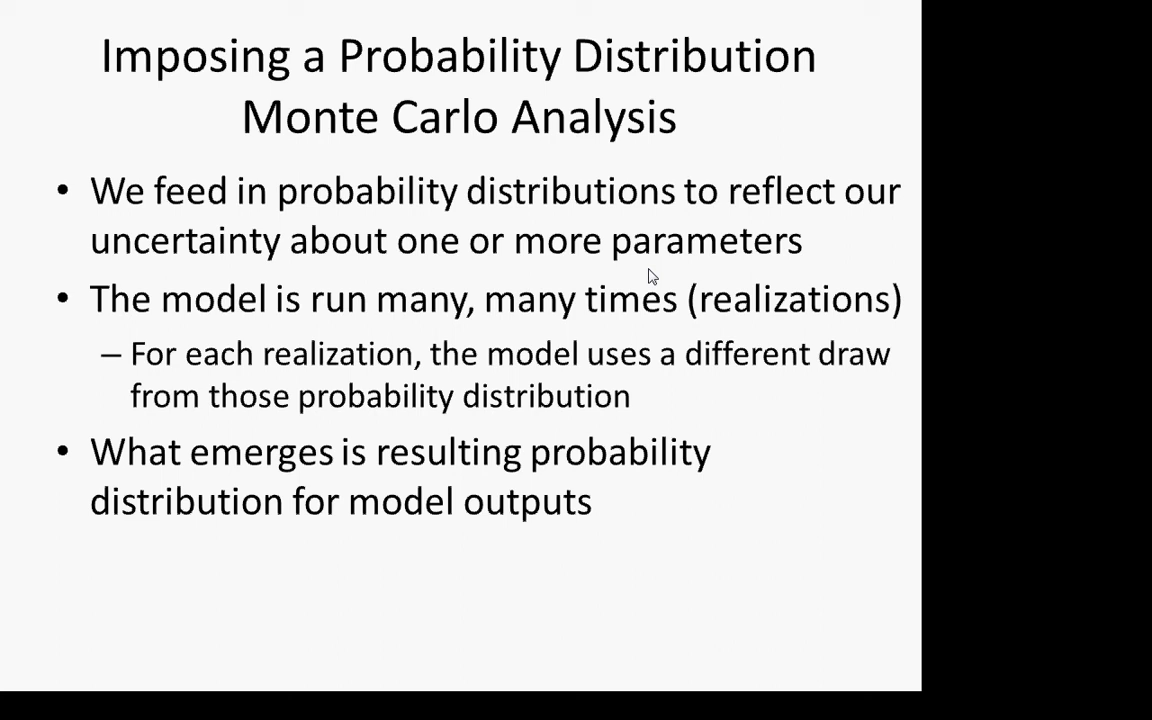 Imposing a Probability Distribution
Monte Carlo Analysis
• We feed in probability distributions to reflect our
uncertainty about one or more parameters
• The model is run many, many times (realizations)
– For each realization, the model uses a different draw
from those probability distribution
• What emerges is resulting probability
distribution for model outputs